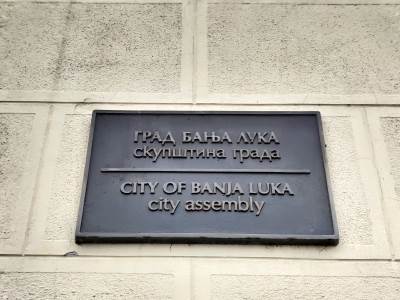 ГРАД БАЊА ЛУКА
скупштина града
CITY OF BANJA LUKA
city assembly